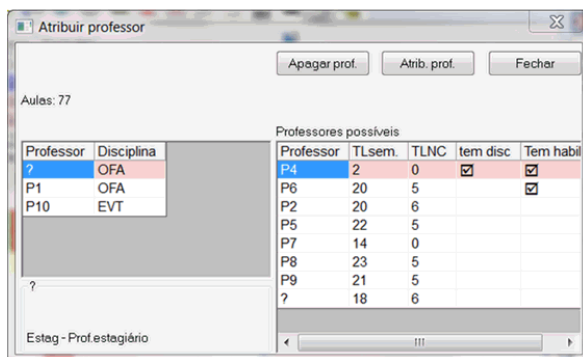 Atribuir professor
Apagar prof. Atrib. prof. Fechar
Aulas: 77
Professores possíveis
Professor Disciplina
? OFA
P1 OFA
P10 EVT
Professor TLsem. TLNC tem disc Tem habil
P4 2 0
P6 20 5
P2 20 6
P5 22 5
P7 14 0
P8 23 5
P9 21 5
? 18 6
?
Estag - Prof.estagiário